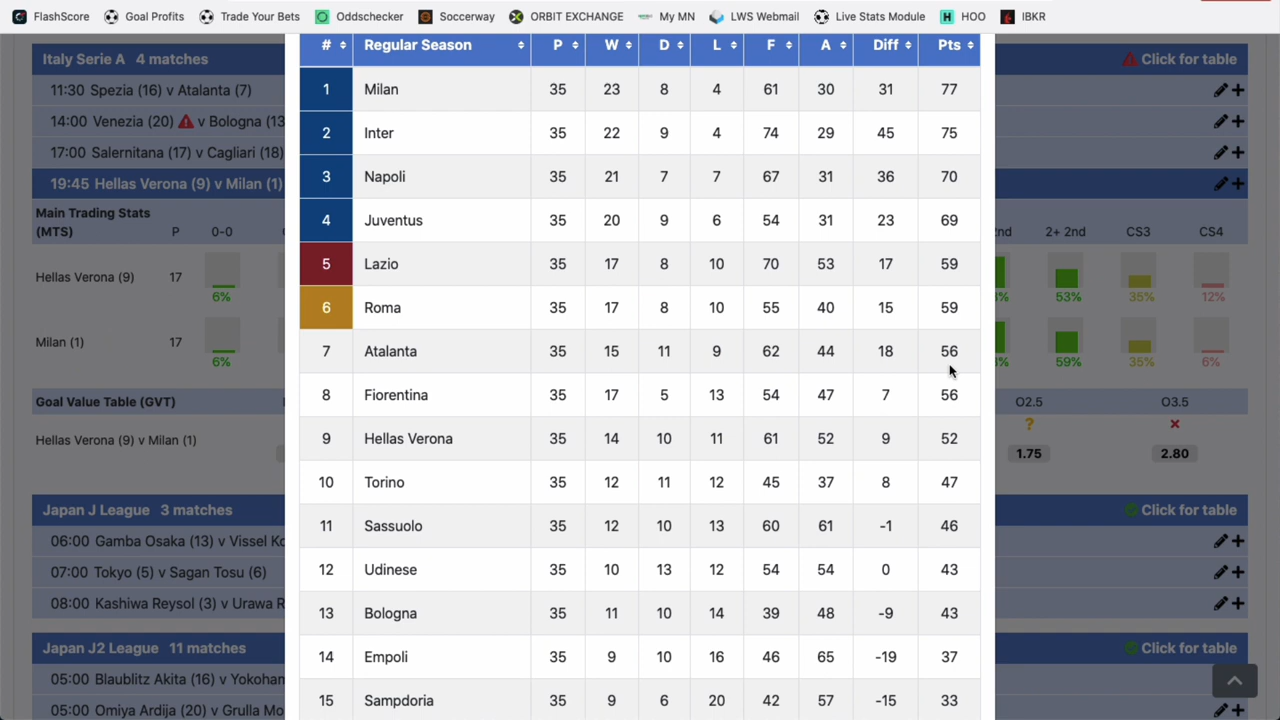 FlashScore Goal Profits Trade Your Bets Oddschecker Soccerway ORBIT EXCHANGE My MN LWS Webmail Live Stats Module HOO IBKR
Italy Serie A 4 matches
Click for table
11:30 Spezia (16) v Atalanta (7)
14:00 Venezia (20) v Bologna (13
17:00 Salernitana (17) v Cagliari (18)
19:45 Hellas Verona (9) v Milan (1)
Main Trading Stats
(MTS) P 0-0
2+ 2nd CS3 CS4
Hellas Verona (9) 17
6%
53% 35% 12%
Milan (1) 17
6%
59% 35% 6%
Goal Value Table (GVT)
O2.5 O3.5
Hellas Verona (9) v Milan (1)
?
1.75 2.80
Japan J League 3 matches
Click for table
06:00 Gamba Osaka (13) v Vissel Ko
07:00 Tokyo (5) v Sagan Tosu (6)
08:00 Kashiwa Reysol (3) v Urawa R
Japan J2 League 11 matches
Click for table
05:00 Blaublitz Akita (16) v Yokoham
05:00 Omiya Ardija (20) v Grulla Mo
# Regular Season P W D L F A Diff Pts
1 Milan 35 23 8 4 61 30 31 77
2 Inter 35 22 9 4 74 29 45 75
3 Napoli 35 21 7 7 67 31 36 70
4 Juventus 35 20 9 6 54 31 23 69
5 Lazio 35 17 8 10 70 53 17 59
6 Roma 35 17 8 10 55 40 15 59
7 Atalanta 35 15 11 9 62 44 18 56
8 Fiorentina 35 17 5 13 54 47 7 56
9 Hellas Verona 35 14 10 11 61 52 9 52
10 Torino 35 12 11 12 45 37 8 47
11 Sassuolo 35 12 10 13 60 61 -1 46
12 Udinese 35 10 13 12 54 54 0 43
13 Bologna 35 11 10 14 39 48 -9 43
14 Empoli 35 9 10 16 46 65 -19 37
15 Sampdoria 35 9 6 20 42 57 -15 33